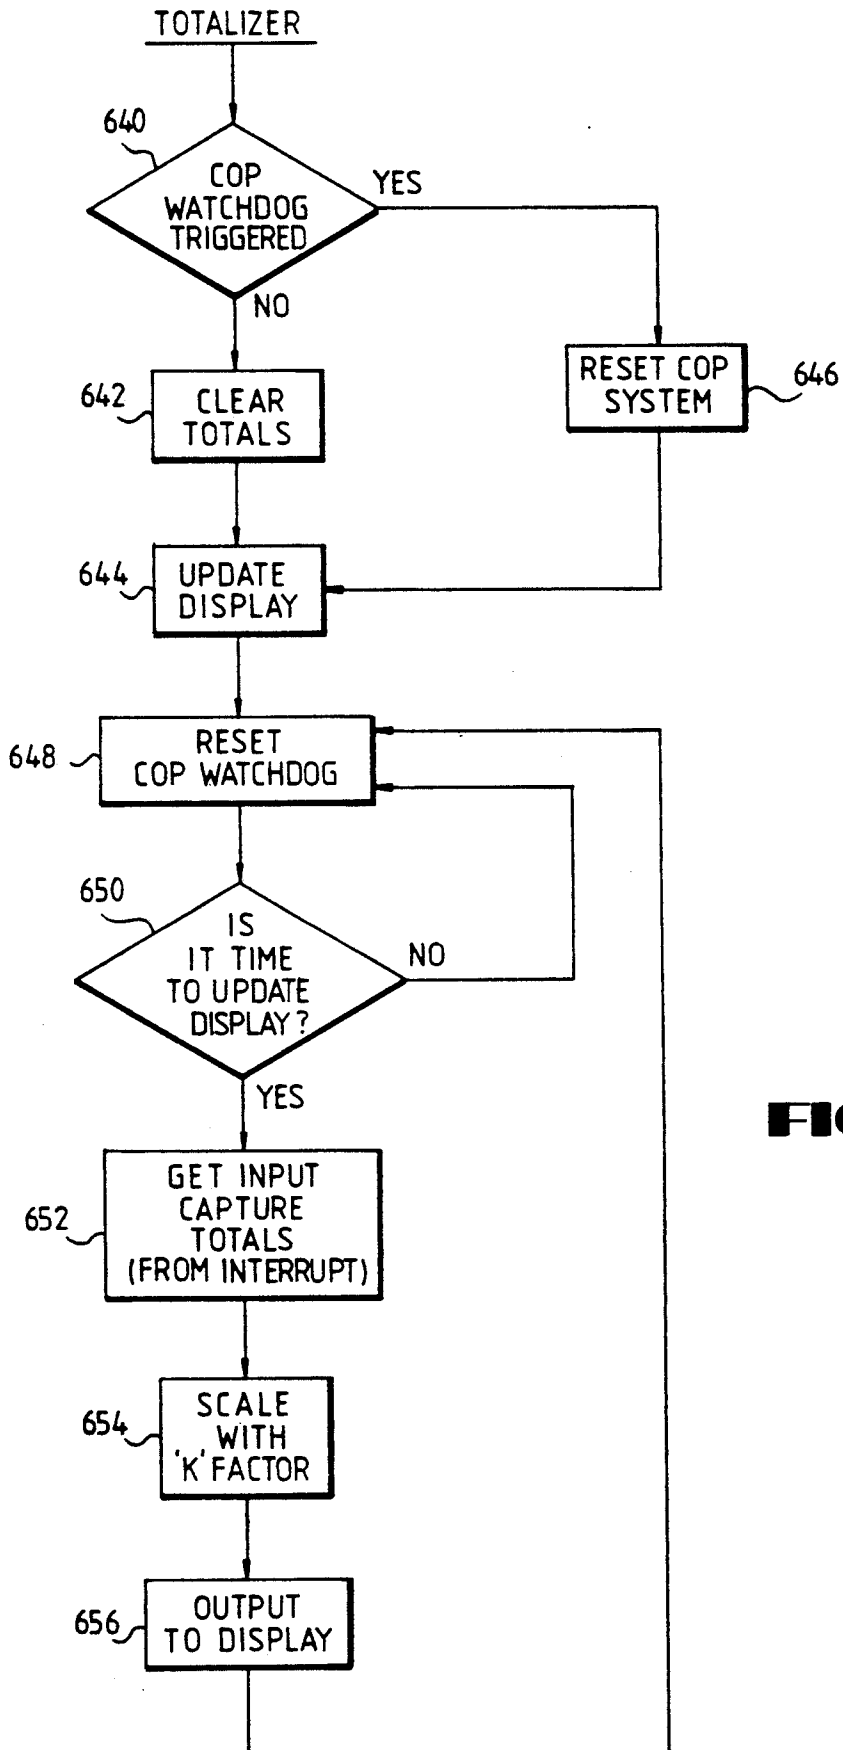 TOTALIZER
640
COP
WATCHDOG
TRIGGERED
YES
NO
642
CLEAR
TOTALS
RESET COP
SYSTEM
646
644
UPDATE
DISPLAY
648
RESET
COP WATCHDOG
650
IS
IT TIME
TO UPDATE
DISPLAY?
NO
YES
FIG
652
GET INPUT
CAPTURE
TOTALS
(FROM INTERRUPT)
654
SCALE
WITH
'K' FACTOR
656
OUTPUT
TO DISPLAY